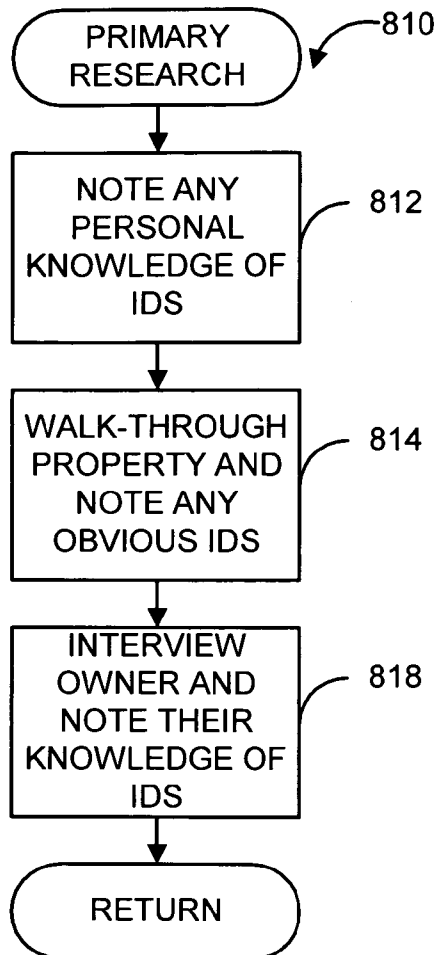 PRIMARY
RESEARCH
810
NOTE ANY
PERSONAL
KNOWLEDGE OF
IDS
812
WALK-THROUGH
PROPERTY AND
NOTE ANY
OBVIOUS IDS
814
INTERVIEW
OWNER AND
NOTE THEIR
KNOWLEDGE OF
IDS
818
RETURN